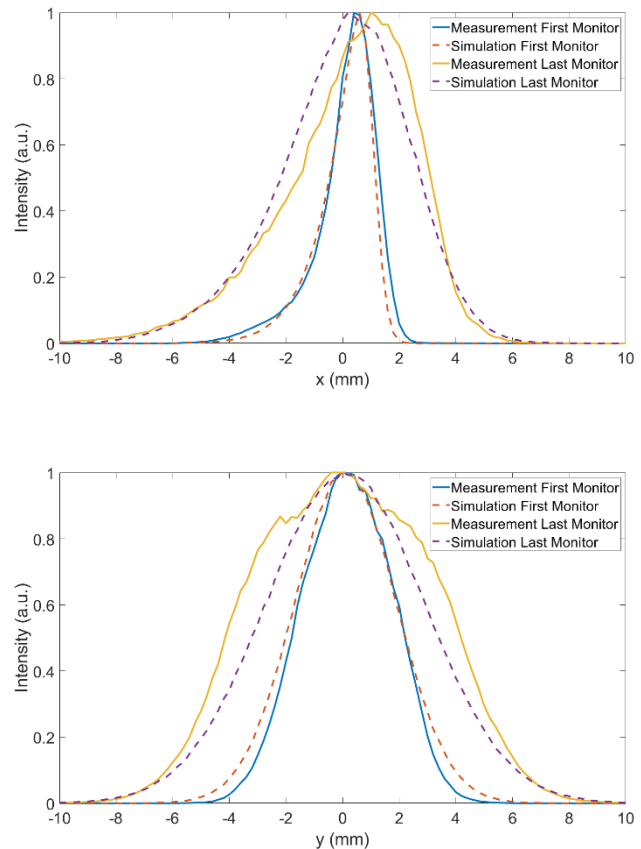 1
0.8
0.6
0.4
0.2
0
Intensity (a.u.)
Measurement First Monitor
Simulation First Monitor
Measurement Last Monitor
Simulation Last Monitor
-10 -8 -6 -4 -2 0 2 4 6 8 10
x (mm)
1
0.8
0.6
0.4
0.2
0
Intensity (a.u.)
Measurement First Monitor
Simulation First Monitor
Measurement Last Monitor
Simulation Last Monitor
-10 -8 -6 -4 -2 0 2 4 6 8 10
y (mm)